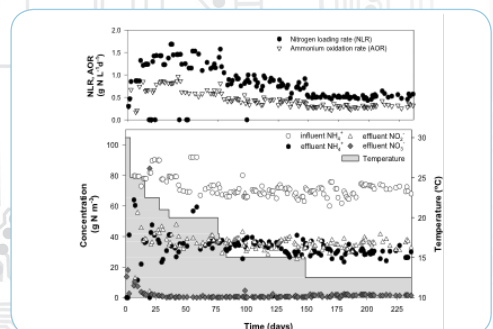 NLR, AOR
(g N L⁻¹ d⁻¹)
2.0
1.5
1.0
0.5
0.0
Nitrogen loading rate (NLR)
Ammonium oxidation rate (AOR)
influent NH₄⁺ effluent NO₂⁻
effluent NH₄⁺ effluent NO₃⁻
Temperature
Concentration
(g N m⁻³)
100
80
60
40
20
0
30
25
20
15
10
Temperature (°C)
0 25 50 75 100 125 150 175 200 225
Time (days)